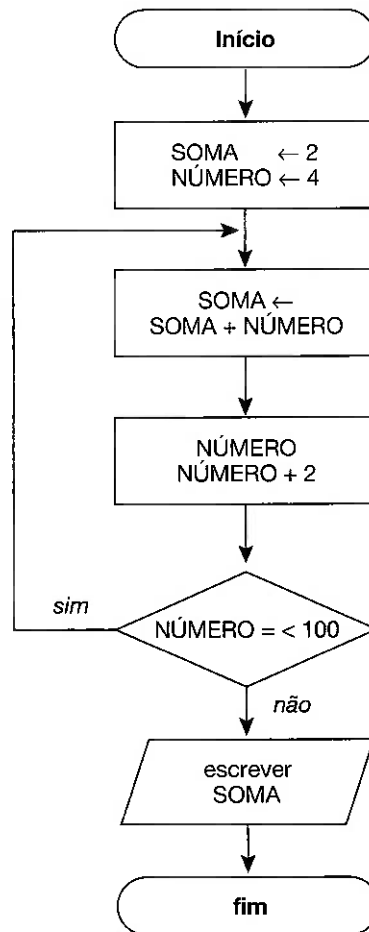 Início
SOMA ← 2
NÚMERO ← 4
SOMA ←
SOMA + NÚMERO
NÚMERO
NÚMERO + 2
sim
NÚMERO = < 100
não
escrever
SOMA
fim